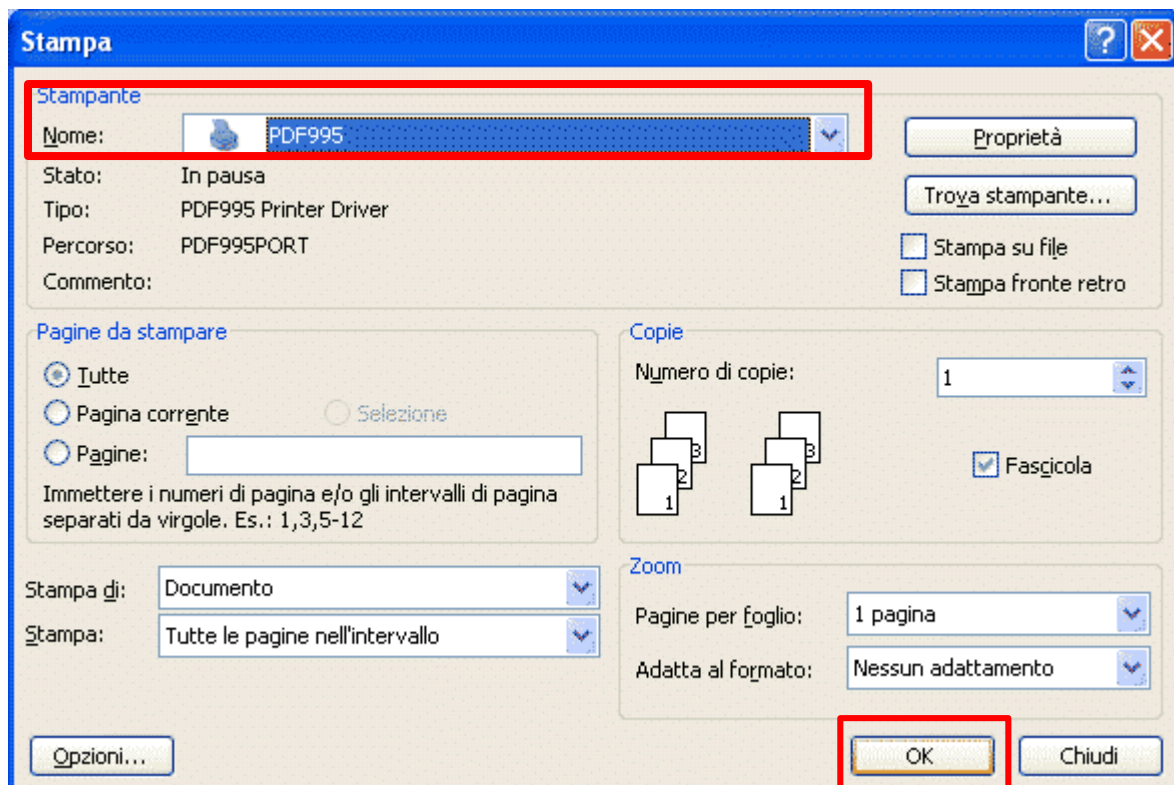 Stampa
Stampante
Nome: PDF995
Proprietà
Stato: In pausa
Trova stampante...
Tipo: PDF995 Printer Driver
Percorso: PDF995PORT
Stampa su file
Commento:
Stampa fronte retro
Pagine da stampare
Tutte
Pagina corrente Selezione
Pagine:
Immettere i numeri di pagina e/o gli intervalli di pagina
separati da virgole. Es.: 1,3,5-12
Copie
Numero di copie: 1
3 3
2 2
1 1
Fascicola
Stampa di: Documento
Stampa: Tutte le pagine nell'intervallo
Zoom
Pagine per foglio: 1 pagina
Adatta al formato: Nessun adattamento
Opzioni...
OK
Chiudi